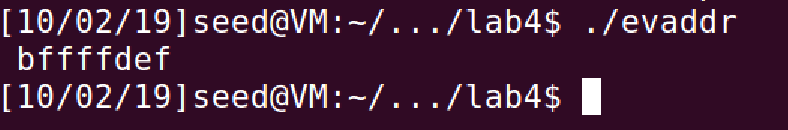 [10/02/19]seed@VM:~/.../lab4$ ./evaddr
bffffdef
[10/02/19]seed@VM:~/.../lab4$